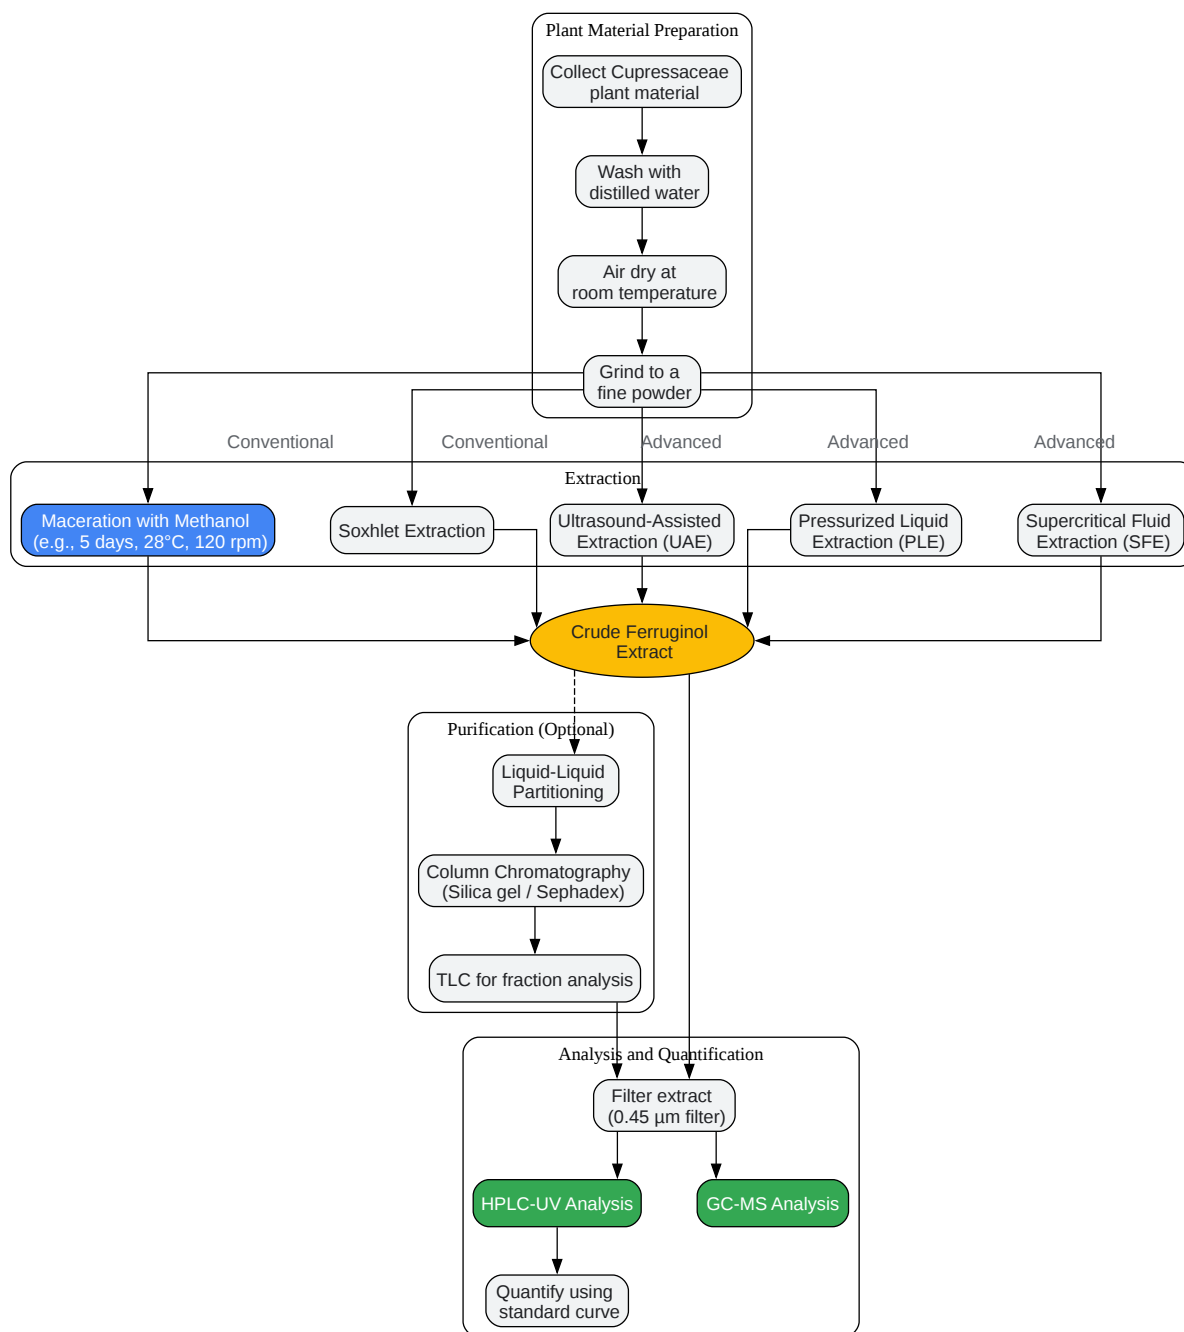 Plant Material Preparation
Collect Cupressaceae
plant material
Wash with
distilled water
Air dry at
room temperature
Grind to a
fine powder
Conventional
Conventional
Advanced
Advanced
Advanced
Extraction
Maceration with Methanol
(e.g., 5 days, 28°C, 120 rpm)
Soxhlet Extraction
Ultrasound-Assisted
Extraction (UAE)
Pressurized Liquid
Extraction (PLE)
Supercritical Fluid
Extraction (SFE)
Crude Ferruginol
Extract
Purification (Optional)
Liquid-Liquid
Partitioning
Column Chromatography
(Silica gel / Sephadex)
TLC for fraction analysis
Analysis and Quantification
Filter extract
(0.45 µm filter)
HPLC-UV Analysis
GC-MS Analysis
Quantify using
standard curve